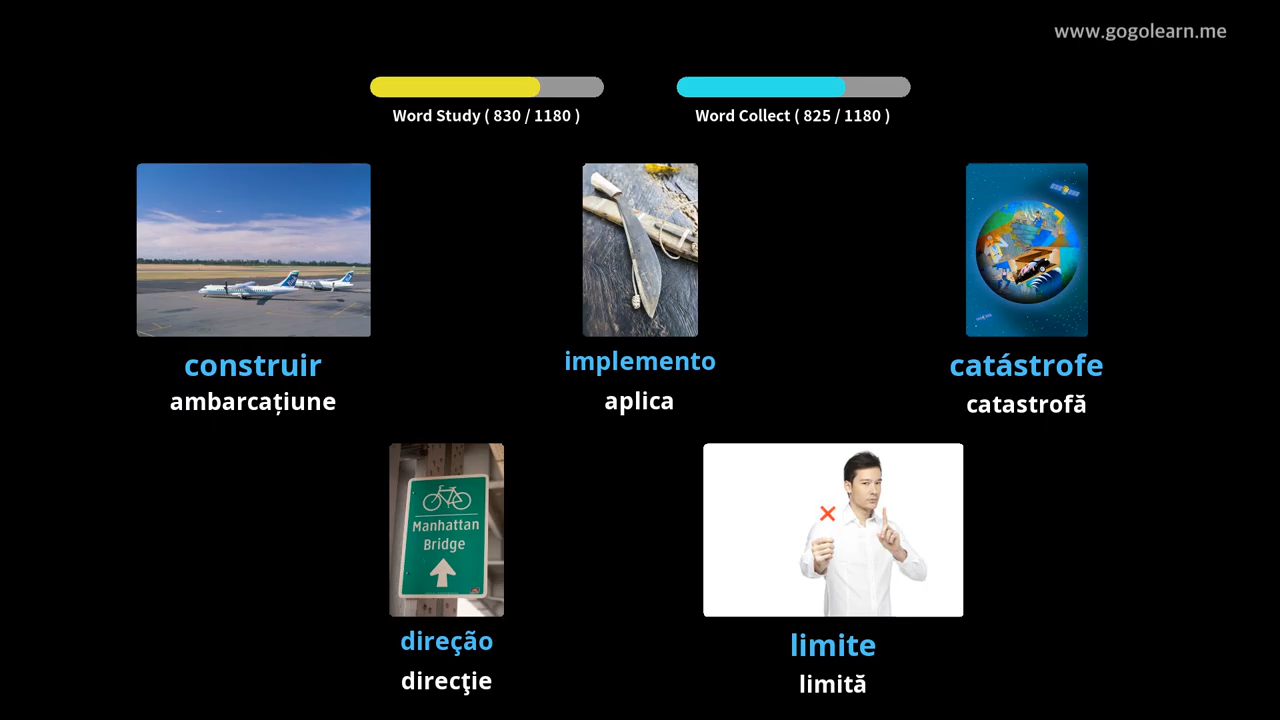 www.gogolearn.me
Word Study ( 830 / 1180 )
Word Collect ( 825 / 1180 )
construir
ambarcațiune
implemento
aplica
catástrofe
catastrofă
Manhattan
Bridge
direção
direcţie
limite
limită